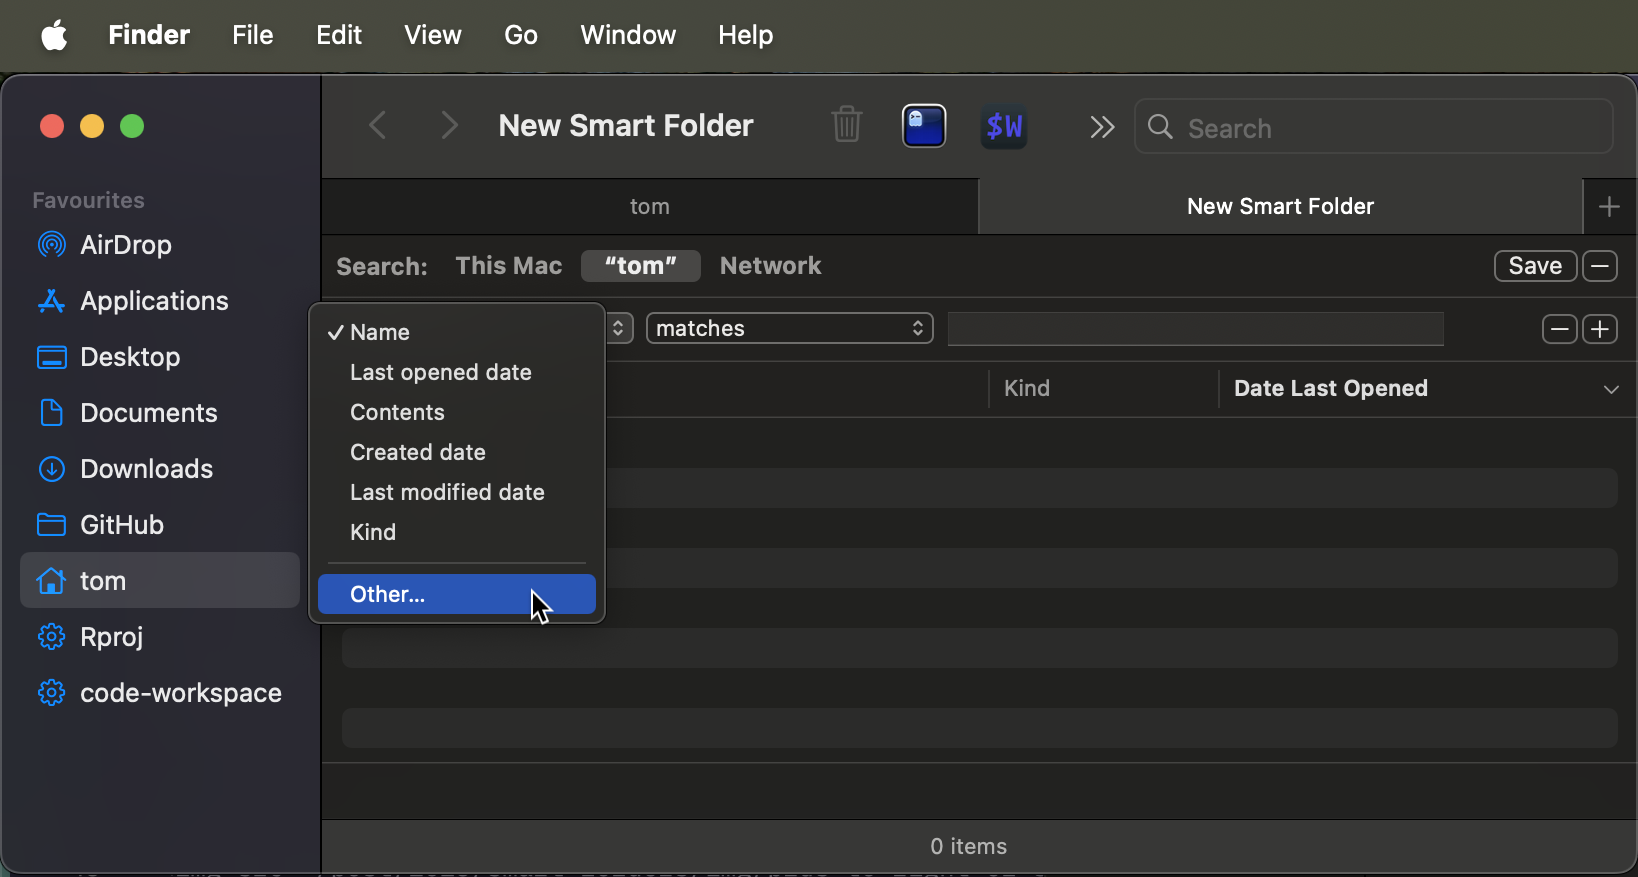 Finder File Edit View Go Window Help
New Smart Folder
$W
Search
Favourites
AirDrop
Applications
Desktop
Documents
Downloads
GitHub
tom
Rproj
code-workspace
tom
New Smart Folder
Search: This Mac “tom” Network
Save
matches
Kind
Date Last Opened
✓ Name
Last opened date
Contents
Created date
Last modified date
Kind
Other...
0 items